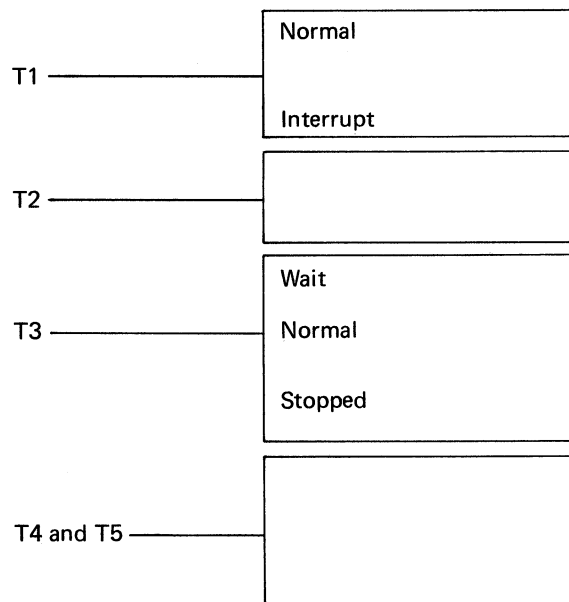 Normal
T1
Interrupt
T2
Wait
T3
Normal
Stopped
T4 and T5